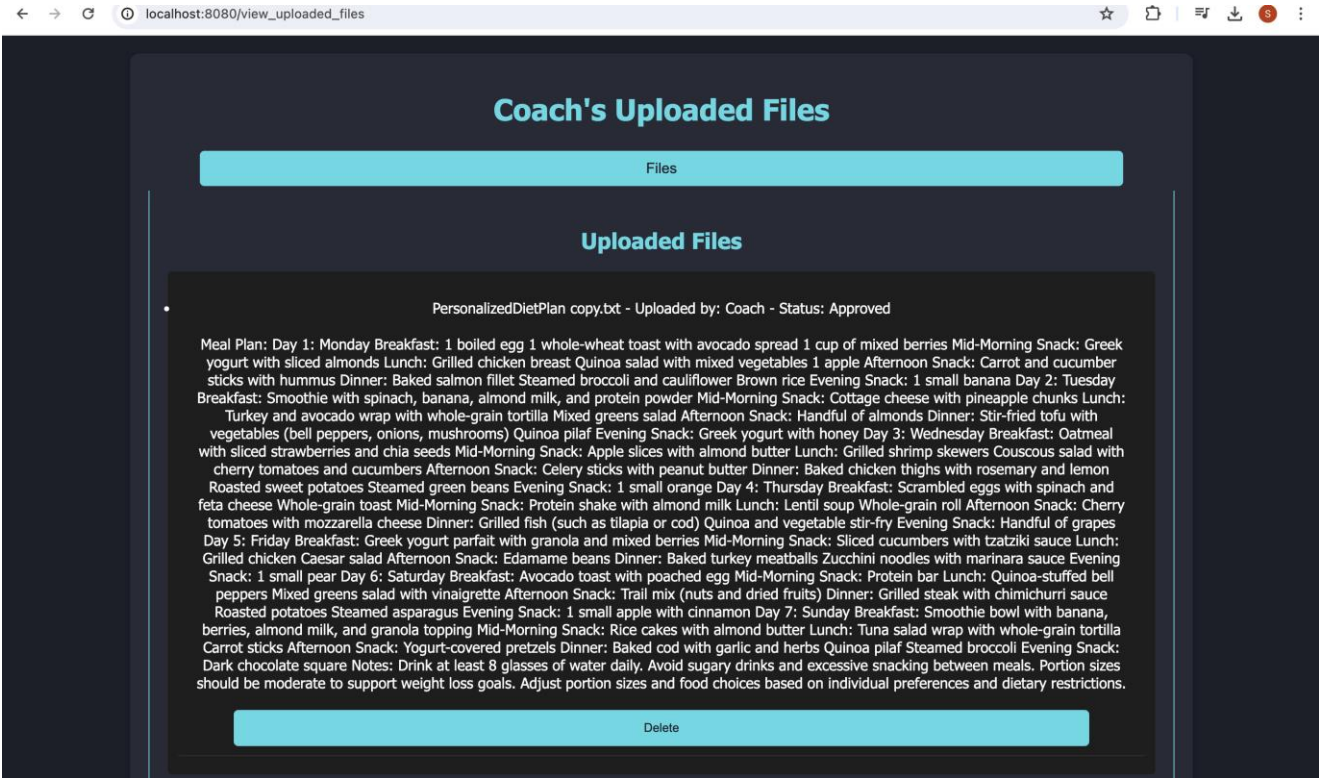 localhost:8080/view_uploaded_files
S
Coach's Uploaded Files
Files
Uploaded Files
PersonalizedDietPlan copy.txt - Uploaded by: Coach - Status: Approved
Meal Plan: Day 1: Monday Breakfast: 1 boiled egg 1 whole-wheat toast with avocado spread 1 cup of mixed berries Mid-Morning Snack: Greek
yogurt with sliced almonds Lunch: Grilled chicken breast Quinoa salad with mixed vegetables 1 apple Afternoon Snack: Carrot and cucumber
sticks with hummus Dinner: Baked salmon fillet Steamed broccoli and cauliflower Brown rice Evening Snack: 1 small banana Day 2: Tuesday
Breakfast: Smoothie with spinach, banana, almond milk, and protein powder Mid-Morning Snack: Cottage cheese with pineapple chunks Lunch:
Turkey and avocado wrap with whole-grain tortilla Mixed greens salad Afternoon Snack: Handful of almonds Dinner: Stir-fried tofu with
vegetables (bell peppers, onions, mushrooms) Quinoa pilaf Evening Snack: Greek yogurt with honey Day 3: Wednesday Breakfast: Oatmeal
with sliced strawberries and chia seeds Mid-Morning Snack: Apple slices with almond butter Lunch: Grilled shrimp skewers Couscous salad with
cherry tomatoes and cucumbers Afternoon Snack: Celery sticks with peanut butter Dinner: Baked chicken thighs with rosemary and lemon
Roasted sweet potatoes Steamed green beans Evening Snack: 1 small orange Day 4: Thursday Breakfast: Scrambled eggs with spinach and
feta cheese Whole-grain toast Mid-Morning Snack: Protein shake with almond milk Lunch: Lentil soup Whole-grain roll Afternoon Snack: Cherry
tomatoes with mozzarella cheese Dinner: Grilled fish (such as tilapia or cod) Quinoa and vegetable stir-fry Evening Snack: Handful of grapes
Day 5: Friday Breakfast: Greek yogurt parfait with granola and mixed berries Mid-Morning Snack: Sliced cucumbers with tzatziki sauce Lunch:
Grilled chicken Caesar salad Afternoon Snack: Edamame beans Dinner: Baked turkey meatballs Zucchini noodles with marinara sauce Evening
Snack: 1 small pear Day 6: Saturday Breakfast: Avocado toast with poached egg Mid-Morning Snack: Protein bar Lunch: Quinoa-stuffed bell
peppers Mixed greens salad with vinaigrette Afternoon Snack: Trail mix (nuts and dried fruits) Dinner: Grilled steak with chimichurri sauce
Roasted potatoes Steamed asparagus Evening Snack: 1 small apple with cinnamon Day 7: Sunday Breakfast: Smoothie bowl with banana,
berries, almond milk, and granola topping Mid-Morning Snack: Rice cakes with almond butter Lunch: Tuna salad wrap with whole-grain tortilla
Carrot sticks Afternoon Snack: Yogurt-covered pretzels Dinner: Baked cod with garlic and herbs Quinoa pilaf Steamed broccoli Evening Snack:
Dark chocolate square Notes: Drink at least 8 glasses of water daily. Avoid sugary drinks and excessive snacking between meals. Portion sizes
should be moderate to support weight loss goals. Adjust portion sizes and food choices based on individual preferences and dietary restrictions.
Delete